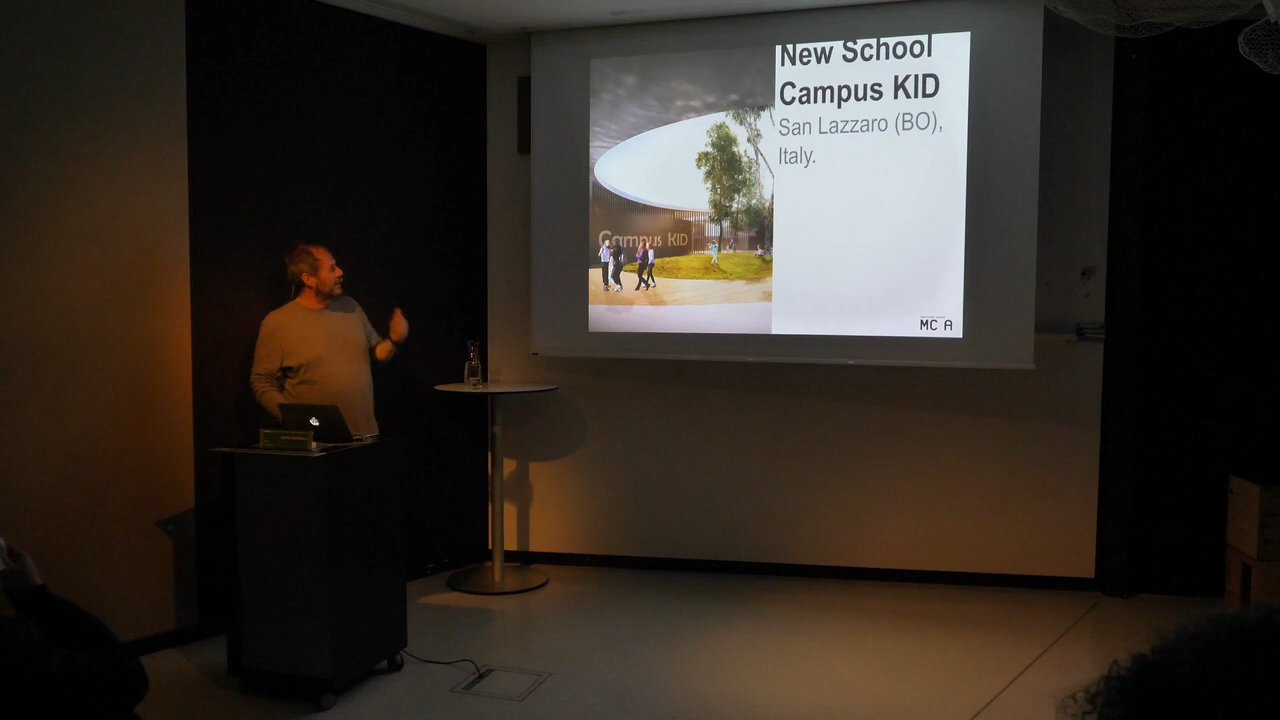 New School
Campus KID
San Lazzaro (BO),
Italy.
Campus KID
MC A